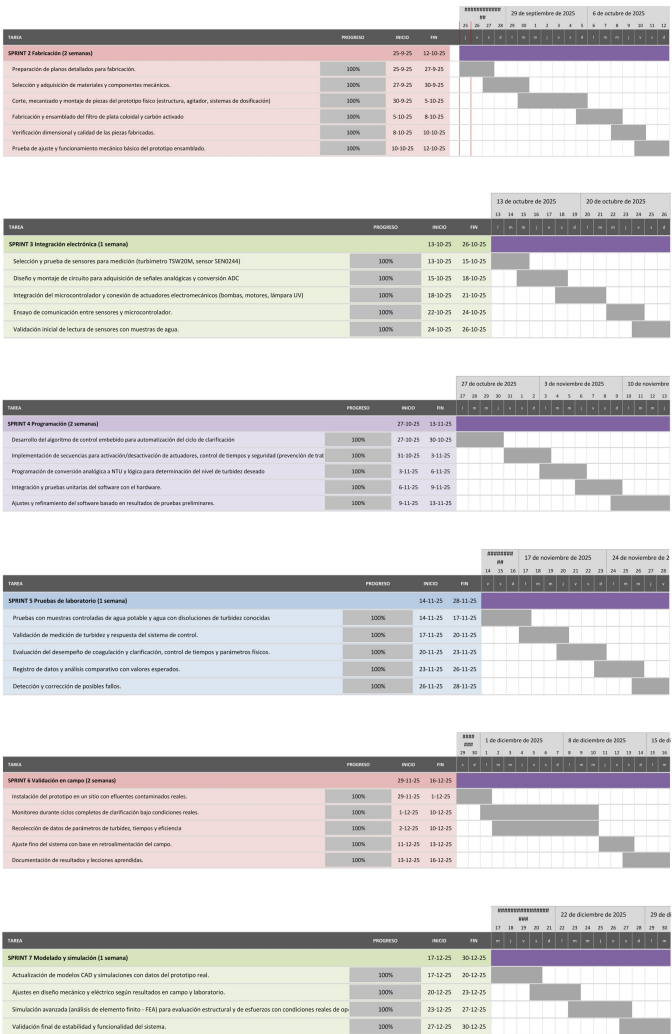 ############
##
29 de septiembre de 2025 6 de octubre de 2025
25 26 27 28 29 30 1 2 3 4 5 6 7 8 9 10 11 12
TAREA PROGRESO INICIO FIN j v s d l m m j v s d l m m j v s d
SPRINT 2 Fabricación (2 semanas) 25-9-25 12-10-25
Preparación de planos detallados para fabricación. 100% 25-9-25 27-9-25
Selección y adquisición de materiales y componentes mecánicos. 100% 27-9-25 30-9-25
Corte, mecanizado y montaje de piezas del prototipo físico (estructura, agitador, sistemas de dosificación) 100% 30-9-25 5-10-25
Fabricación y ensamblado del filtro de plata coloidal y carbón activado 100% 5-10-25 8-10-25
Verificación dimensional y calidad de las piezas fabricadas. 100% 8-10-25 10-10-25
Prueba de ajuste y funcionamiento mecánico básico del prototipo ensamblado. 100% 10-10-25 12-10-25
13 de octubre de 2025 20 de octubre de 2025
13 14 15 16 17 18 19 20 21 22 23 24 25 26
TAREA PROGRESO INICIO FIN l m m j v s d l m m j v s d
SPRINT 3 Integración electrónica (1 semana) 13-10-25 26-10-25
Selección y prueba de sensores para medición (turbímetro TSW20M, sensor SEN0244) 100% 13-10-25 15-10-25
Diseño y montaje de circuito para adquisición de señales analógicas y conversión ADC 100% 15-10-25 18-10-25
Integración del microcontrolador y conexión de actuadores electromecánicos (bombas, motores, lámpara UV) 100% 18-10-25 21-10-25
Ensayo de comunicación entre sensores y microcontrolador. 100% 22-10-25 24-10-25
Validación inicial de lectura de sensores con muestras de agua. 100% 24-10-25 26-10-25
27 de octubre de 2025 3 de noviembre de 2025 10 de noviembre
27 28 29 30 31 1 2 3 4 5 6 7 8 9 10 11 12 13
TAREA PROGRESO INICIO FIN l m m j v s d l m m j v s d l m m j
SPRINT 4 Programación (2 semanas) 27-10-25 13-11-25
Desarrollo del algoritmo de control embebido para automatización del ciclo de clarificación 100% 27-10-25 30-10-25
Implementación de secuencias para activación/desactivación de actuadores, control de tiempos y seguridad (prevención de tral 100% 31-10-25 3-11-25
Programación de conversión analógica a NTU y lógica para determinación del nivel de turbidez deseado 100% 3-11-25 6-11-25
Integración y pruebas unitarias del software con el hardware. 100% 6-11-25 9-11-25
Ajustes y refinamiento del software basado en resultados de pruebas preliminares. 100% 9-11-25 13-11-25
########
##
17 de noviembre de 2025 24 de noviembre de 2
14 15 16 17 18 19 20 21 22 23 24 25 26 27 28
TAREA PROGRESO INICIO FIN v s d l m m j v s d l m m j v
SPRINT 5 Pruebas de laboratorio (1 semana) 14-11-25 28-11-25
Pruebas con muestras controladas de agua potable y agua con disoluciones de turbidez conocidas 100% 14-11-25 17-11-25
Validación de medición de turbidez y respuesta del sistema de control. 100% 17-11-25 20-11-25
Evaluación del desempeño de coagulación y clarificación, control de tiempos y parámetros físicos. 100% 20-11-25 23-11-25
Registro de datos y análisis comparativo con valores esperados. 100% 23-11-25 26-11-25
Detección y corrección de posibles fallos. 100% 26-11-25 28-11-25
####
###
1 de diciembre de 2025 8 de diciembre de 2025 15 de di
29 30 1 2 3 4 5 6 7 8 9 10 11 12 13 14 15 16
TAREA PROGRESO INICIO FIN s d l m m j v s d l m m j v s d l m
SPRINT 6 Validación en campo (2 semanas) 29-11-25 16-12-25
Instalación del prototipo en un sitio con efluentes contaminados reales. 100% 29-11-25 1-12-25
Monitoreo durante ciclos completos de clarificación bajo condiciones reales. 100% 1-12-25 10-12-25
Recolección de datos de parámetros de turbidez, tiempos y eficiencia 100% 2-12-25 10-12-25
Ajuste fino del sistema con base en retroalimentación del campo. 100% 11-12-25 13-12-25
Documentación de resultados y lecciones aprendidas. 100% 13-12-25 16-12-25
################
###
22 de diciembre de 2025 29 de di
17 18 19 20 21 22 23 24 25 26 27 28 29 30
TAREA PROGRESO INICIO FIN m j v s d l m m j v s d l m
SPRINT 7 Modelado y simulación (1 semana) 17-12-25 30-12-25
Actualización de modelos CAD y simulaciones con datos del prototipo real. 100% 17-12-25 20-12-25
Ajustes en diseño mecánico y eléctrico según resultados en campo y laboratorio. 100% 20-12-25 23-12-25
Simulación avanzada (análisis de elemento finito - FEA) para evaluación estructural y de esfuerzos con condiciones reales de op 100% 23-12-25 27-12-25
Validación final de estabilidad y funcionalidad del sistema. 100% 27-12-25 30-12-25